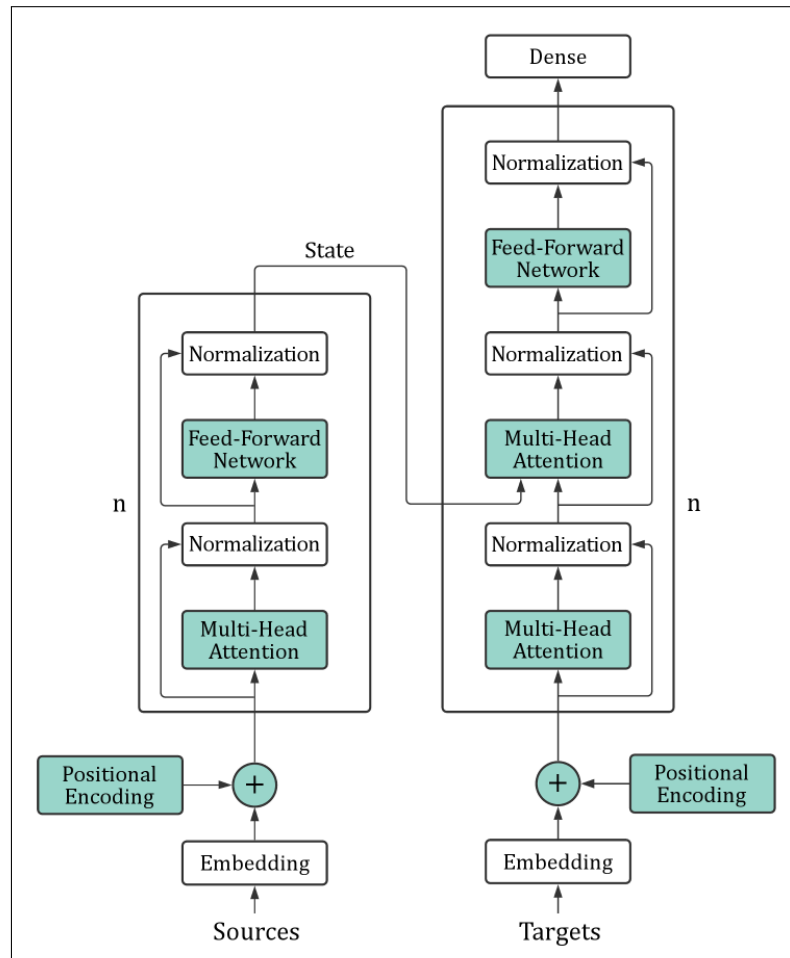 Dense
Normalization
Feed-Forward
Network
Normalization
Multi-Head
Attention
Normalization
Multi-Head
Attention
n
State
Normalization
Feed-Forward
Network
n
Normalization
Multi-Head
Attention
Positional
Encoding
+
+
Positional
Encoding
Embedding
Embedding
Sources
Targets